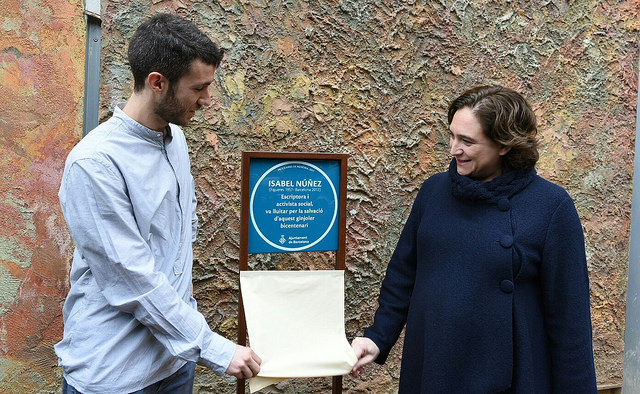 ISABEL NÚÑEZ
(Figueres 1957- Barcelona 2012)
Escriptora i
activista social,
va lluitar per la salvació
d'aquest ginjoler
bicentenari
Ajuntament
de Barcelona